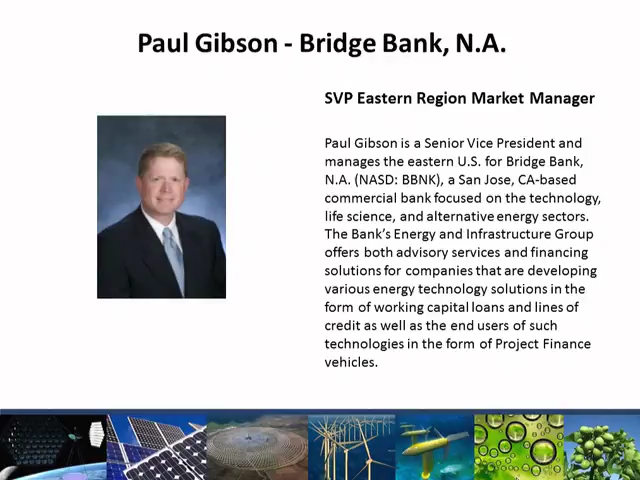 Paul Gibson - Bridge Bank, N.A.
SVP Eastern Region Market Manager
Paul Gibson is a Senior Vice President and
manages the eastern U.S. for Bridge Bank,
N.A. (NASD: BBNK), a San Jose, CA-based
commercial bank focused on the technology,
life science, and alternative energy sectors.
The Bank's Energy and Infrastructure Group
offers both advisory services and financing
solutions for companies that are developing
various energy technology solutions in the
form of working capital loans and lines of
credit as well as the end users of such
technologies in the form of Project Finance
vehicles.